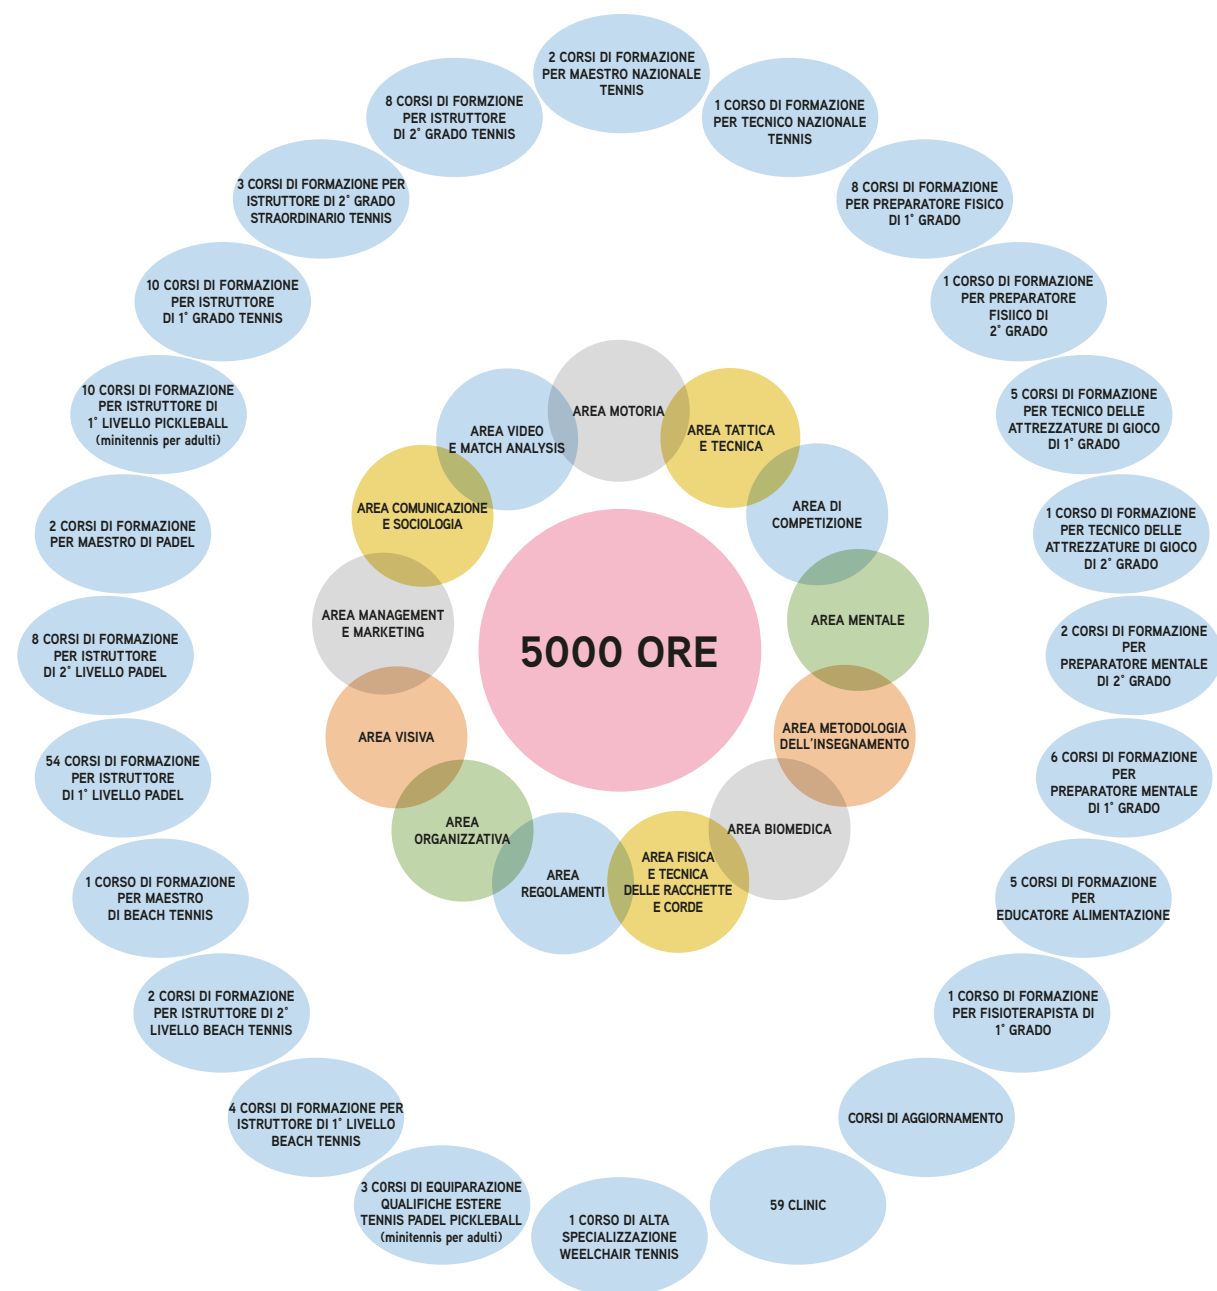 2 CORSI DI FORMAZIONE
PER MAESTRO NAZIONALE
TENNIS
1 CORSO DI FORMAZIONE
PER TECNICO NAZIONALE
TENNIS
8 CORSI DI FORMAZIONE
PER PREPARATORE FISICO
DI 1° GRADO
1 CORSO DI FORMAZIONE
PER PREPARATORE
FISIICO DI
2° GRADO
5 CORSI DI FORMAZIONE
PER TECNICO DELLE
ATTREZZATURE DI GIOCO
DI 1° GRADO
1 CORSO DI FORMAZIONE
PER TECNICO DELLE
ATTREZZATURE DI GIOCO
DI 2° GRADO
2 CORSI DI FORMAZIONE
PER
PREPARATORE MENTALE
DI 2° GRADO
6 CORSI DI FORMAZIONE
PER
PREPARATORE MENTALE
DI 1° GRADO
5 CORSI DI FORMAZIONE
PER
EDUCATORE ALIMENTAZIONE
1 CORSO DI FORMAZIONE
PER FISIOTERAPISTA DI
1° GRADO
CORSI DI AGGIORNAMENTO
59 CLINIC
1 CORSO DI ALTA
SPECIALIZZAZIONE
WEELCHAIR TENNIS
3 CORSI DI EQUIPARAZIONE
QUALIFICHE ESTERE
TENNIS PADEL PICKLEBALL
(minitennis per adulti)
4 CORSI DI FORMAZIONE PER
ISTRUTTORE DI 1° LIVELLO
BEACH TENNIS
2 CORSI DI FORMAZIONE
PER ISTRUTTORE DI 2°
LIVELLO BEACH TENNIS
1 CORSO DI FORMAZIONE
PER MAESTRO
DI BEACH TENNIS
54 CORSI DI FORMAZIONE
PER ISTRUTTORE
DI 1° LIVELLO PADEL
8 CORSI DI FORMAZIONE
PER ISTRUTTORE
DI 2° LIVELLO PADEL
2 CORSI DI FORMAZIONE
PER MAESTRO DI PADEL
10 CORSI DI FORMAZIONE
PER ISTRUTTORE DI
1° LIVELLO PICKLEBALL
(minitennis per adulti)
10 CORSI DI FORMAZIONE
PER ISTRUTTORE
DI 1° GRADO TENNIS
3 CORSI DI FORMAZIONE PER
ISTRUTTORE DI 2° GRADO
STRAORDINARIO TENNIS
8 CORSI DI FORMZIONE
PER ISTRUTTORE
DI 2° GRADO TENNIS
AREA MOTORIA
AREA TATTICA
E TECNICA
AREA DI
COMPETIZIONE
AREA MENTALE
AREA METODOLOGIA
DELL'INSEGNAMENTO
AREA BIOMEDICA
AREA FISICA
E TECNICA
DELLE RACCHETTE
E CORDE
AREA
REGOLAMENTI
AREA
ORGANIZZATIVA
AREA VISIVA
AREA MANAGEMENT
E MARKETING
AREA COMUNICAZIONE
E SOCIOLOGIA
AREA VIDEO
E MATCH ANALYSIS
5000 ORE